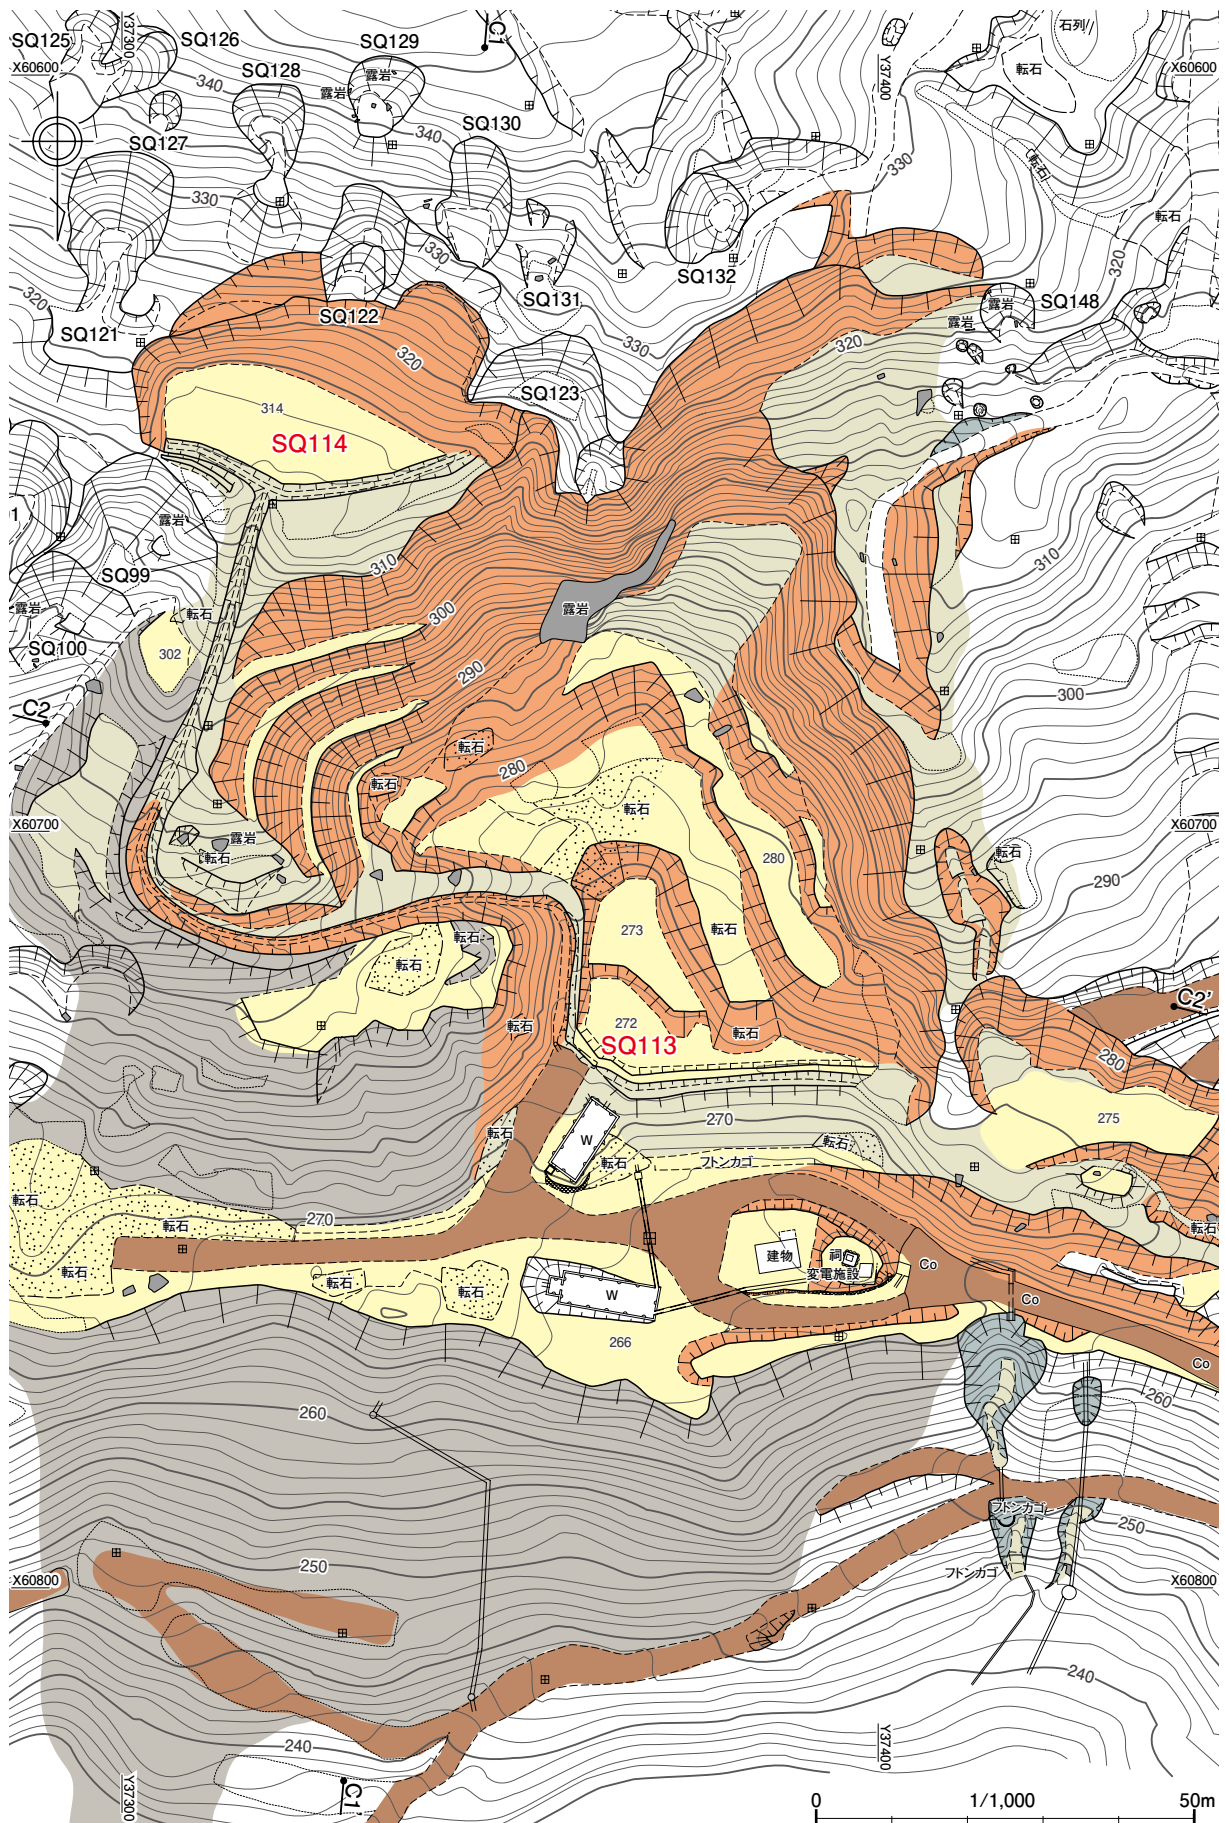 SQ125
Y37300
SQ126
SQ129
C1
石列
X60600
SQ128
露岩
Y37400
転石
X60600
340
露岩
340
SQ130
SQ127
330
転石
330
転石
330
320
320
SQ132
SQ131
SQ122
露岩
SQ148
SQ121
露岩
330
320
320
SQ123
314
SQ114
1
露岩
310
310
SQ99
300
露岩
転石
露岩
SQ100
302
290
300
C2
転石
280
転石
転石
X60700
X60700
露岩
転石
280
転石
290
273
転石
転石
転石
C2'
272
転石
転石
SQ113
280
270
275
転石
W
転石
転石
フトンカゴ
転石
270
転石
転石
建物
祠
転石
変電施設
Co
転石
転石
W
Co
266
Co
260
260
フトンカゴ
250
250
X60800
フトンカゴ
X60800
240
240
Y37400
Y37300
C1'
0
1/1,000
50m